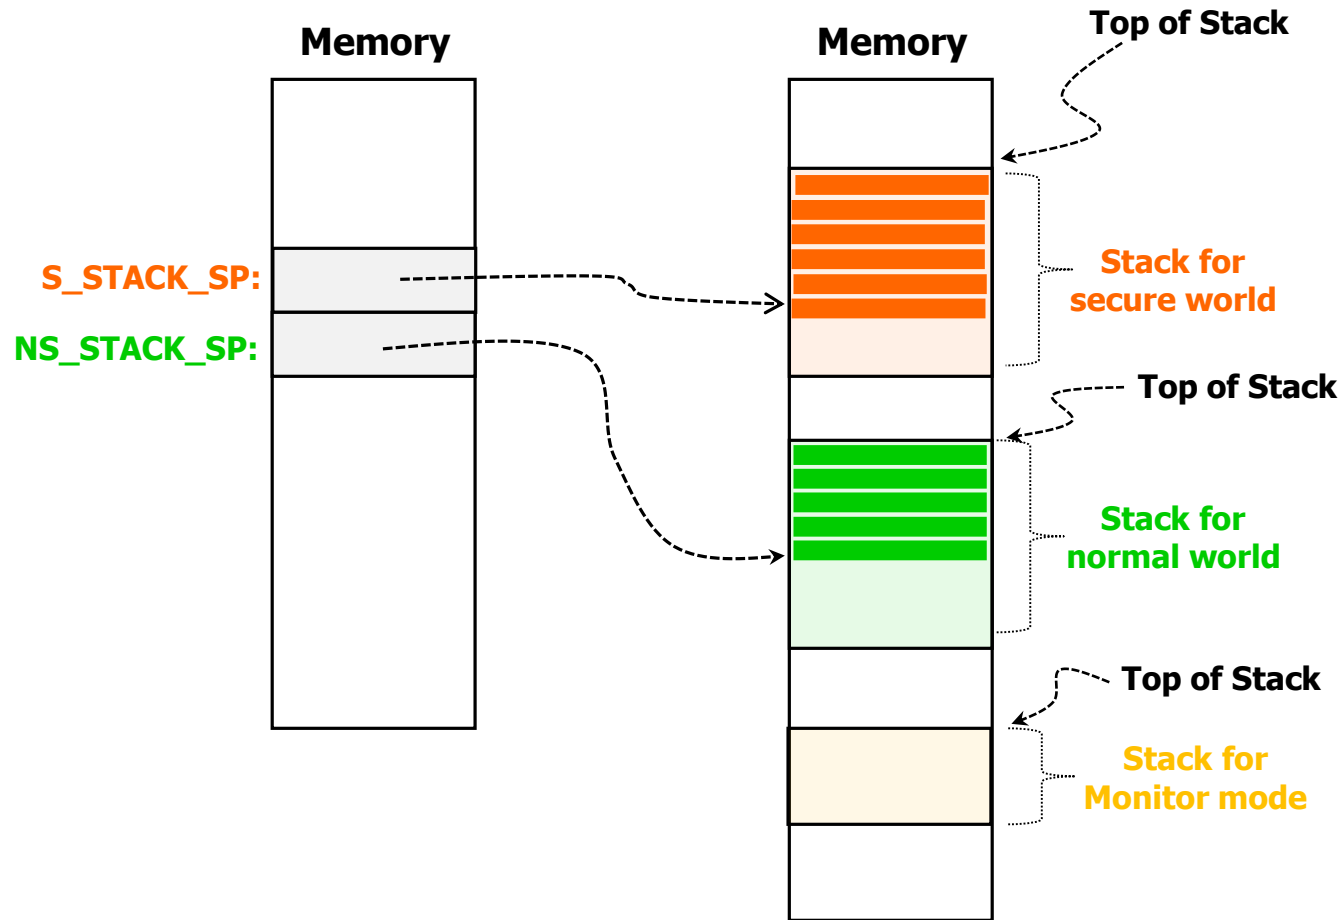 Memory
Memory
Top of Stack
S_STACK_SP:
NS_STACK_SP:
Stack for
secure world
Top of Stack
Stack for
normal world
Top of Stack
Stack for
Monitor mode